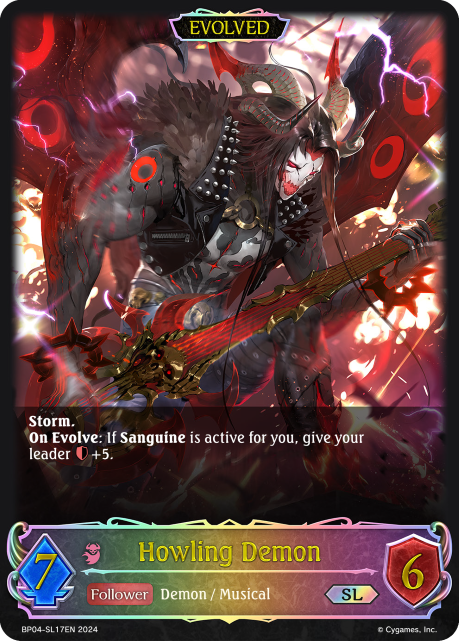 EVOLVED
Storm.
On Evolve: If Sanguine is active for you, give your
leader +5.
Howling Demon
7
6
Follower Demon / Musical
SL
BP04-SL17EN 2024
© Cygames, Inc.